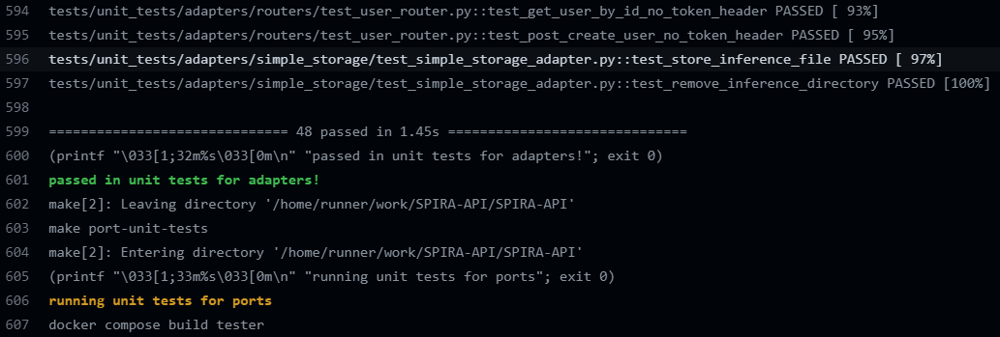 594 tests/unit_tests/adapters/routers/test_user_router.py::test_get_user_by_id_no_token_header PASSED [ 93%]
595 tests/unit_tests/adapters/routers/test_user_router.py::test_post_create_user_no_token_header PASSED [ 95%]
596 tests/unit_tests/adapters/simple_storage/test_simple_storage_adapter.py::test_store_inference_file PASSED [ 97%]
597 tests/unit_tests/adapters/simple_storage/test_simple_storage_adapter.py::test_remove_inference_directory PASSED [100%]
598
599 ============================== 48 passed in 1.45s ==============================
600 (printf "\033[1;32m%s\033[0m\n" "passed in unit tests for adapters!"; exit 0)
601 passed in unit tests for adapters!
602 make[2]: Leaving directory '/home/runner/work/SPIRA-API/SPIRA-API'
603 make port-unit-tests
604 make[2]: Entering directory '/home/runner/work/SPIRA-API/SPIRA-API'
605 (printf "\033[1;33m%s\033[0m\n" "running unit tests for ports"; exit 0)
606 running unit tests for ports
607 docker compose build tester